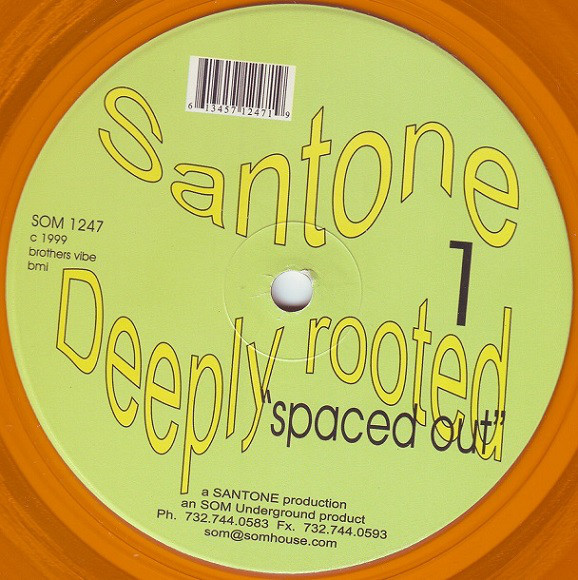 6 13457 12471 9
Santone
SOM 1247
c 1999
brothers vibe
bmi
1
Deeply rooted
"spaced out"
a SANTONE production
an SOM Underground product
Ph. 732.744.0583 Fx. 732.744.0593
som@somhouse.com